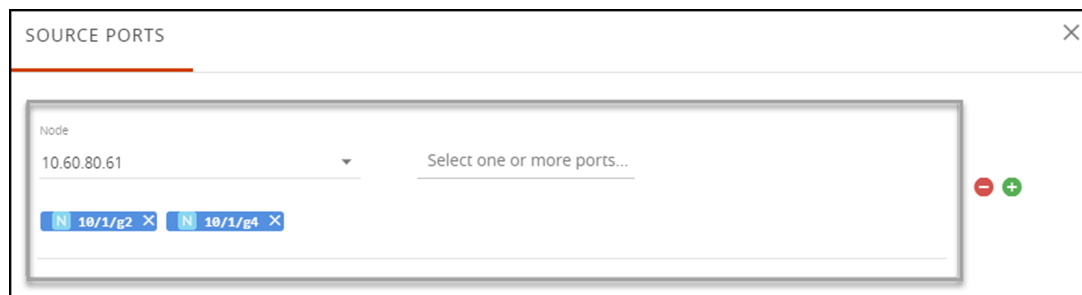 SOURCE PORTS
Node
10.60.80.61 Select one or more ports...
N 10/1/g2 N 10/1/g4